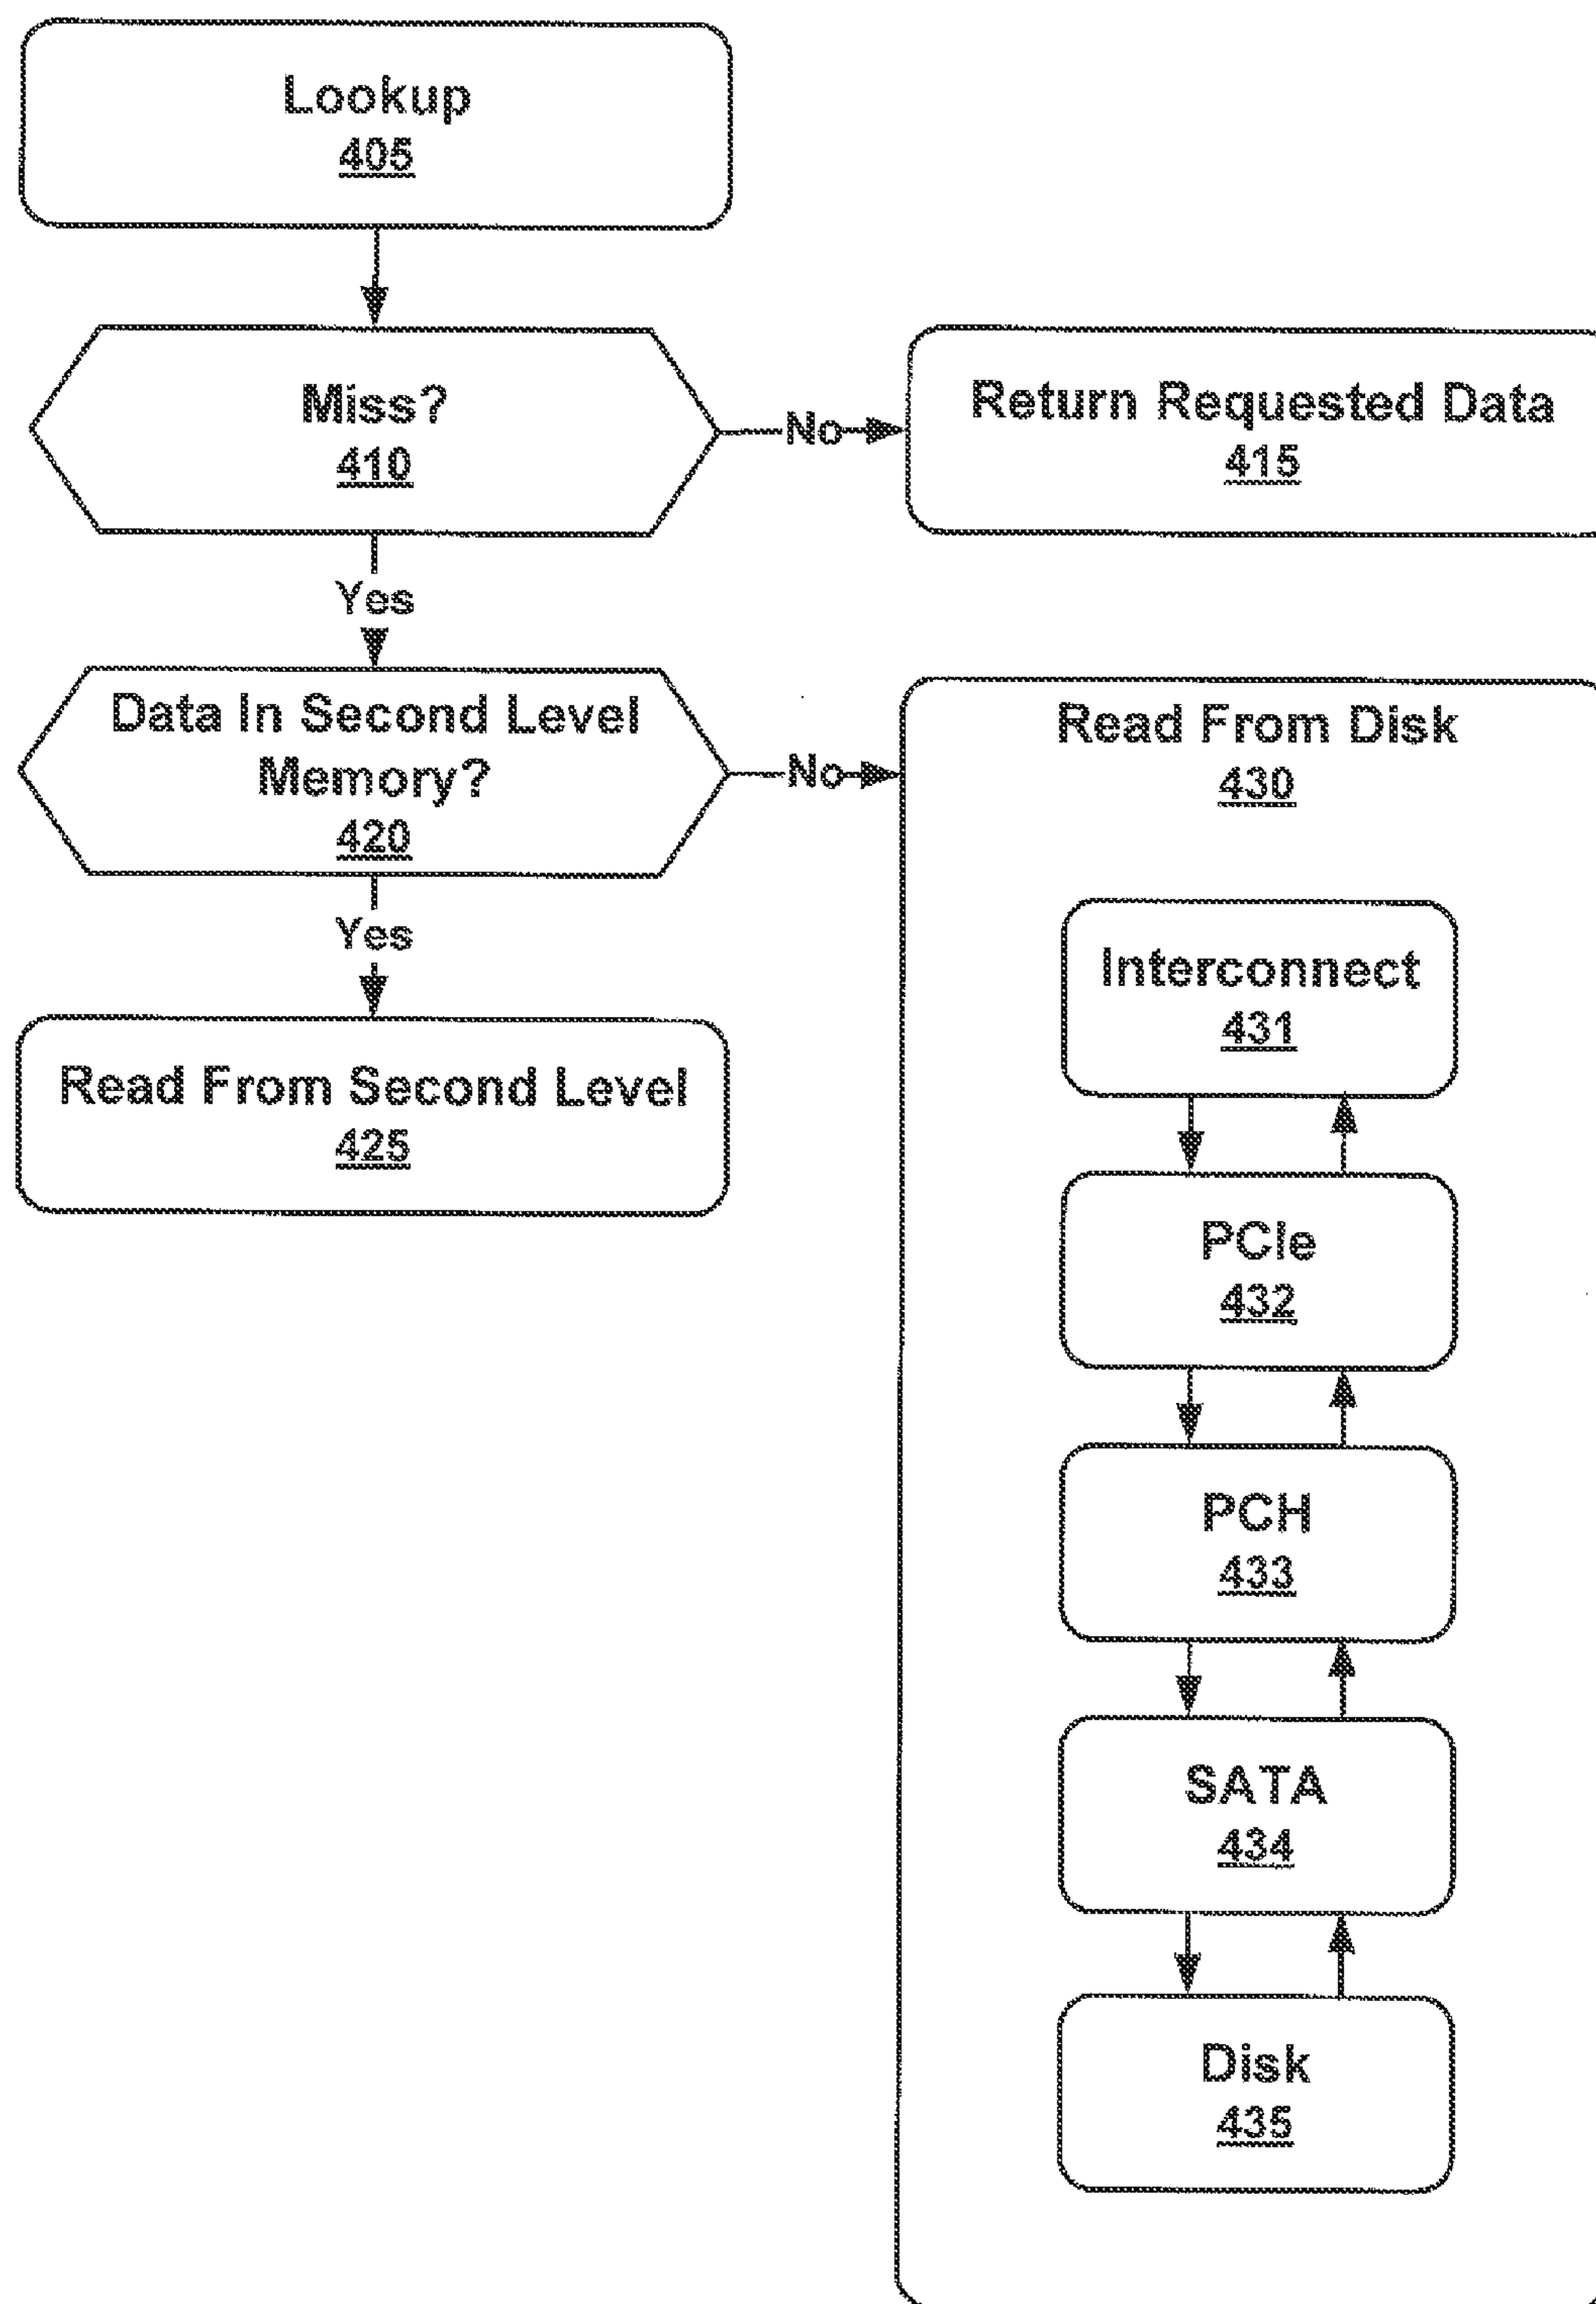 Lookup
405
Miss?
410
No
Return Requested Data
415
Yes
Data In Second Level
Memory?
420
No
Yes
Read From Second Level
425
Read From Disk
430
Interconnect
431
PCIe
432
PCH
433
SATA
434
Disk
435